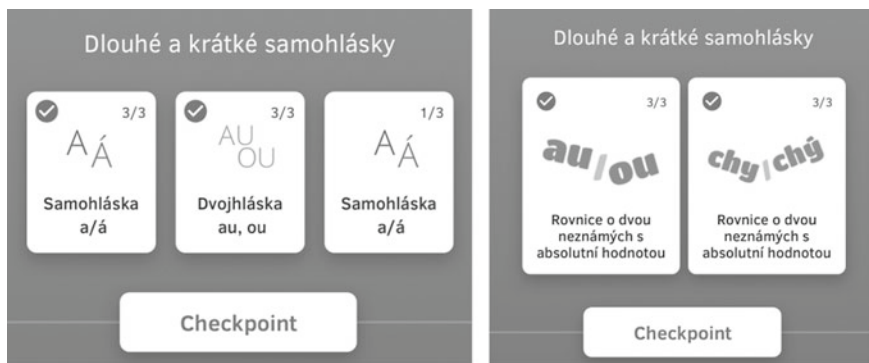 Dlouhé a krátké samohlásky
3/3
A Á
Samohláska
a/á
3/3
AU
OU
Dvojhláska
au, ou
1/3
A Á
Samohláska
a/á
Checkpoint
Dlouhé a krátké samohlásky
3/3
au/ou
Rovnice o dvou
neznámých s
absolutní hodnotou
3/3
chy/chý
Rovnice o dvou
neznámých s
absolutní hodnotou
Checkpoint